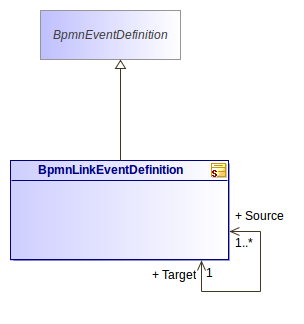 BpmnEventDefinition
BpmnLinkEventDefinition
+ Source
1..*
+ Target
1